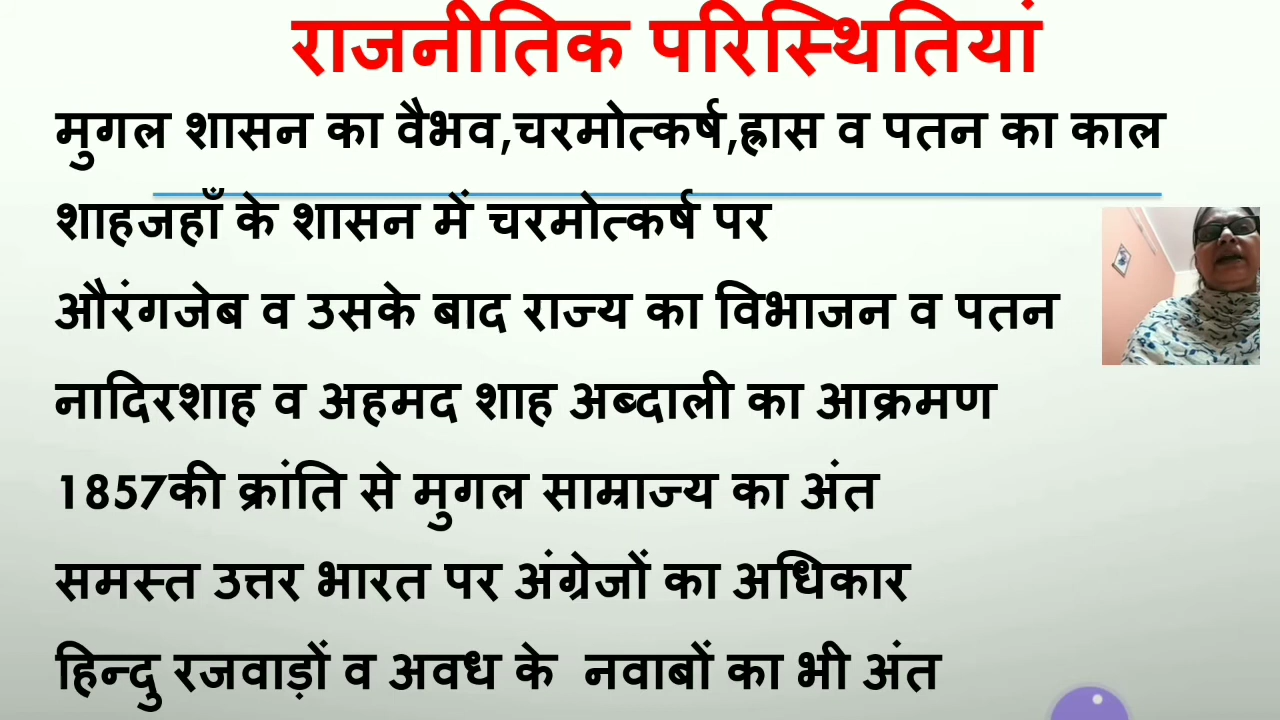 राजनीतिक परिस्थितियां
मुगल शासन का वैभव,चरमोत्कर्ष,ह्रास व पतन का काल
शाहजहाँ के शासन में चरमोत्कर्ष पर
औरंगजेब व उसके बाद राज्य का विभाजन व पतन
नादिरशाह व अहमद शाह अब्दाली का आक्रमण
1857की क्रांति से मुगल साम्राज्य का अंत
समस्त उत्तर भारत पर अंग्रेजों का अधिकार
हिन्दु रजवाड़ों व अवध के नवाबों का भी अंत